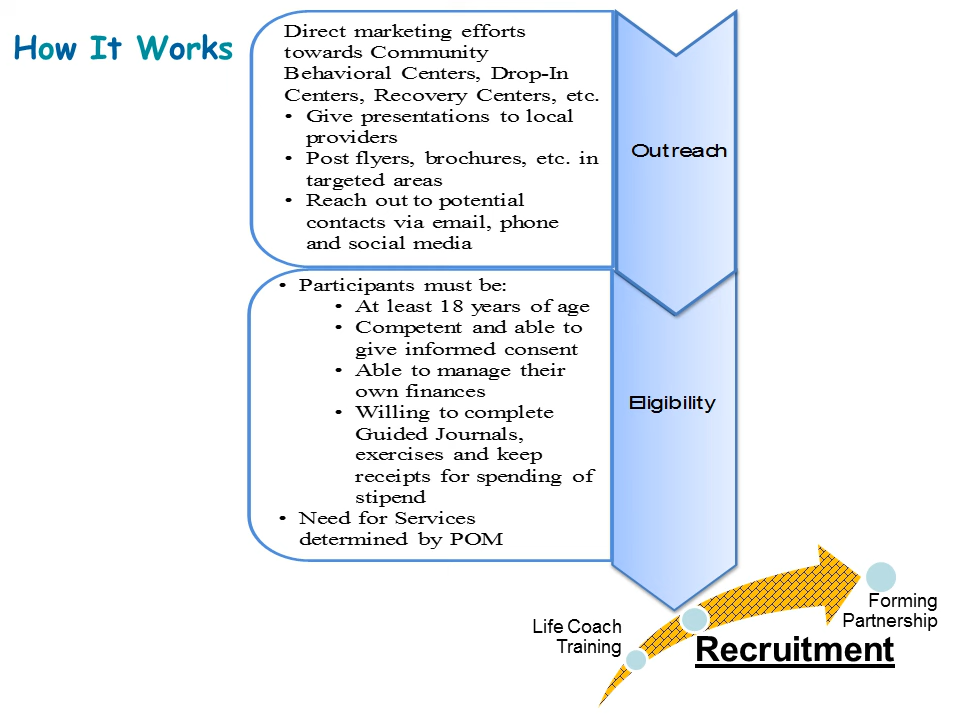 How It Works
Direct marketing efforts
towards Community
Behavioral Centers, Drop-In
Centers, Recovery Centers, etc.
• Give presentations to local
providers
• Post flyers, brochures, etc. in
targeted areas
• Reach out to potential
contacts via email, phone
and social media
Outreach
• Participants must be:
• At least 18 years of age
• Competent and able to
give informed consent
• Able to manage their
own finances
• Willing to complete
Guided Journals,
exercises and keep
receipts for spending of
stipend
• Need for Services
determined by POM
Eligibility
Life Coach
Training
Recruitment
Forming
Partnership